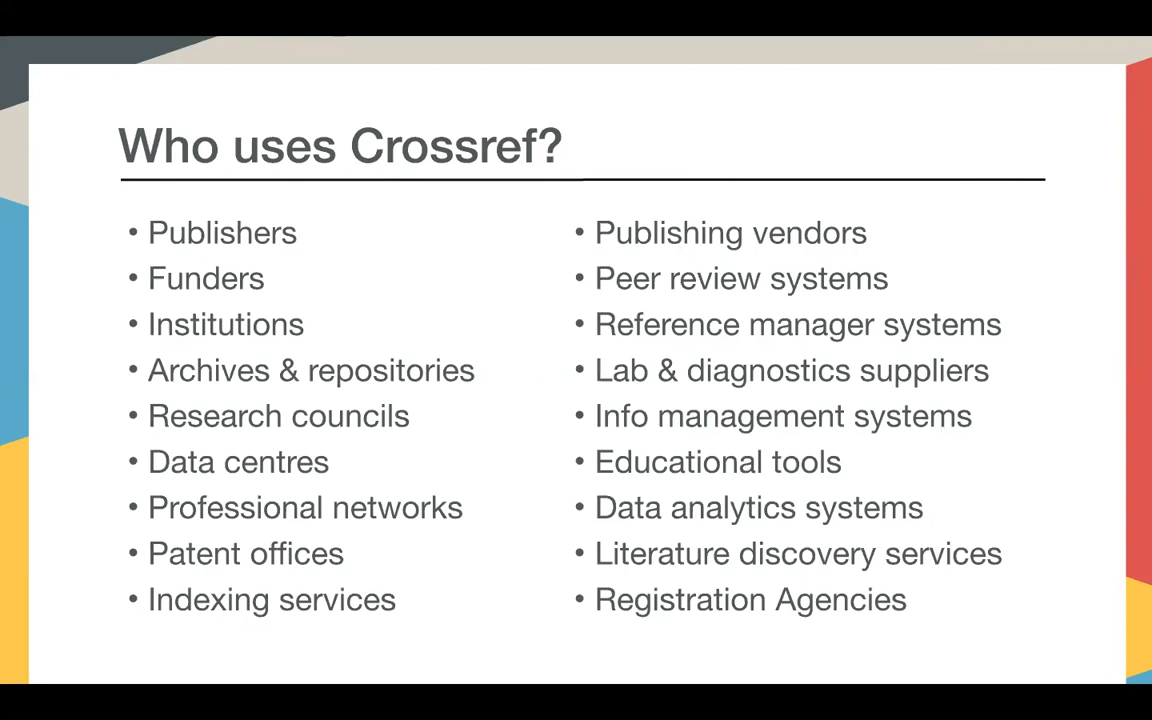 Who uses Crossref?
• Publishers
• Funders
• Institutions
• Archives & repositories
• Research councils
• Data centres
• Professional networks
• Patent offices
• Indexing services
• Publishing vendors
• Peer review systems
• Reference manager systems
• Lab & diagnostics suppliers
• Info management systems
• Educational tools
• Data analytics systems
• Literature discovery services
• Registration Agencies